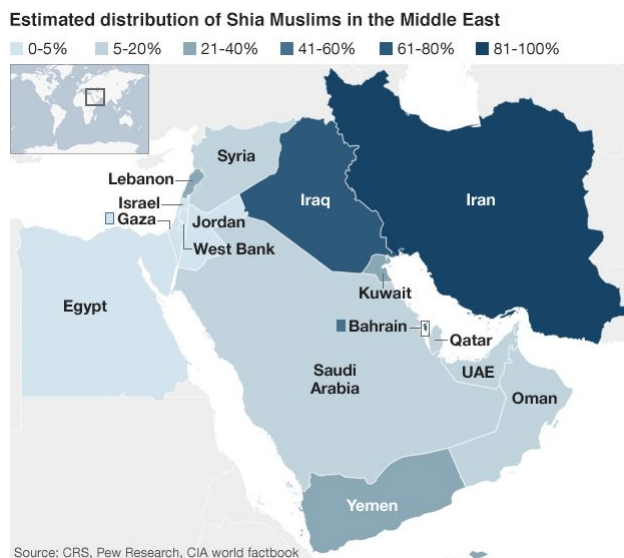 Estimated distribution of Shia Muslims in the Middle East
0-5% 5-20% 21-40% 41-60% 61-80% 81-100%
Syria
Lebanon
Iraq
Iran
Israel
Gaza
Jordan
West Bank
Egypt
Kuwait
Bahrain
Qatar
Saudi
Arabia
UAE
Oman
Yemen
Source: CRS, Pew Research, CIA world factbook